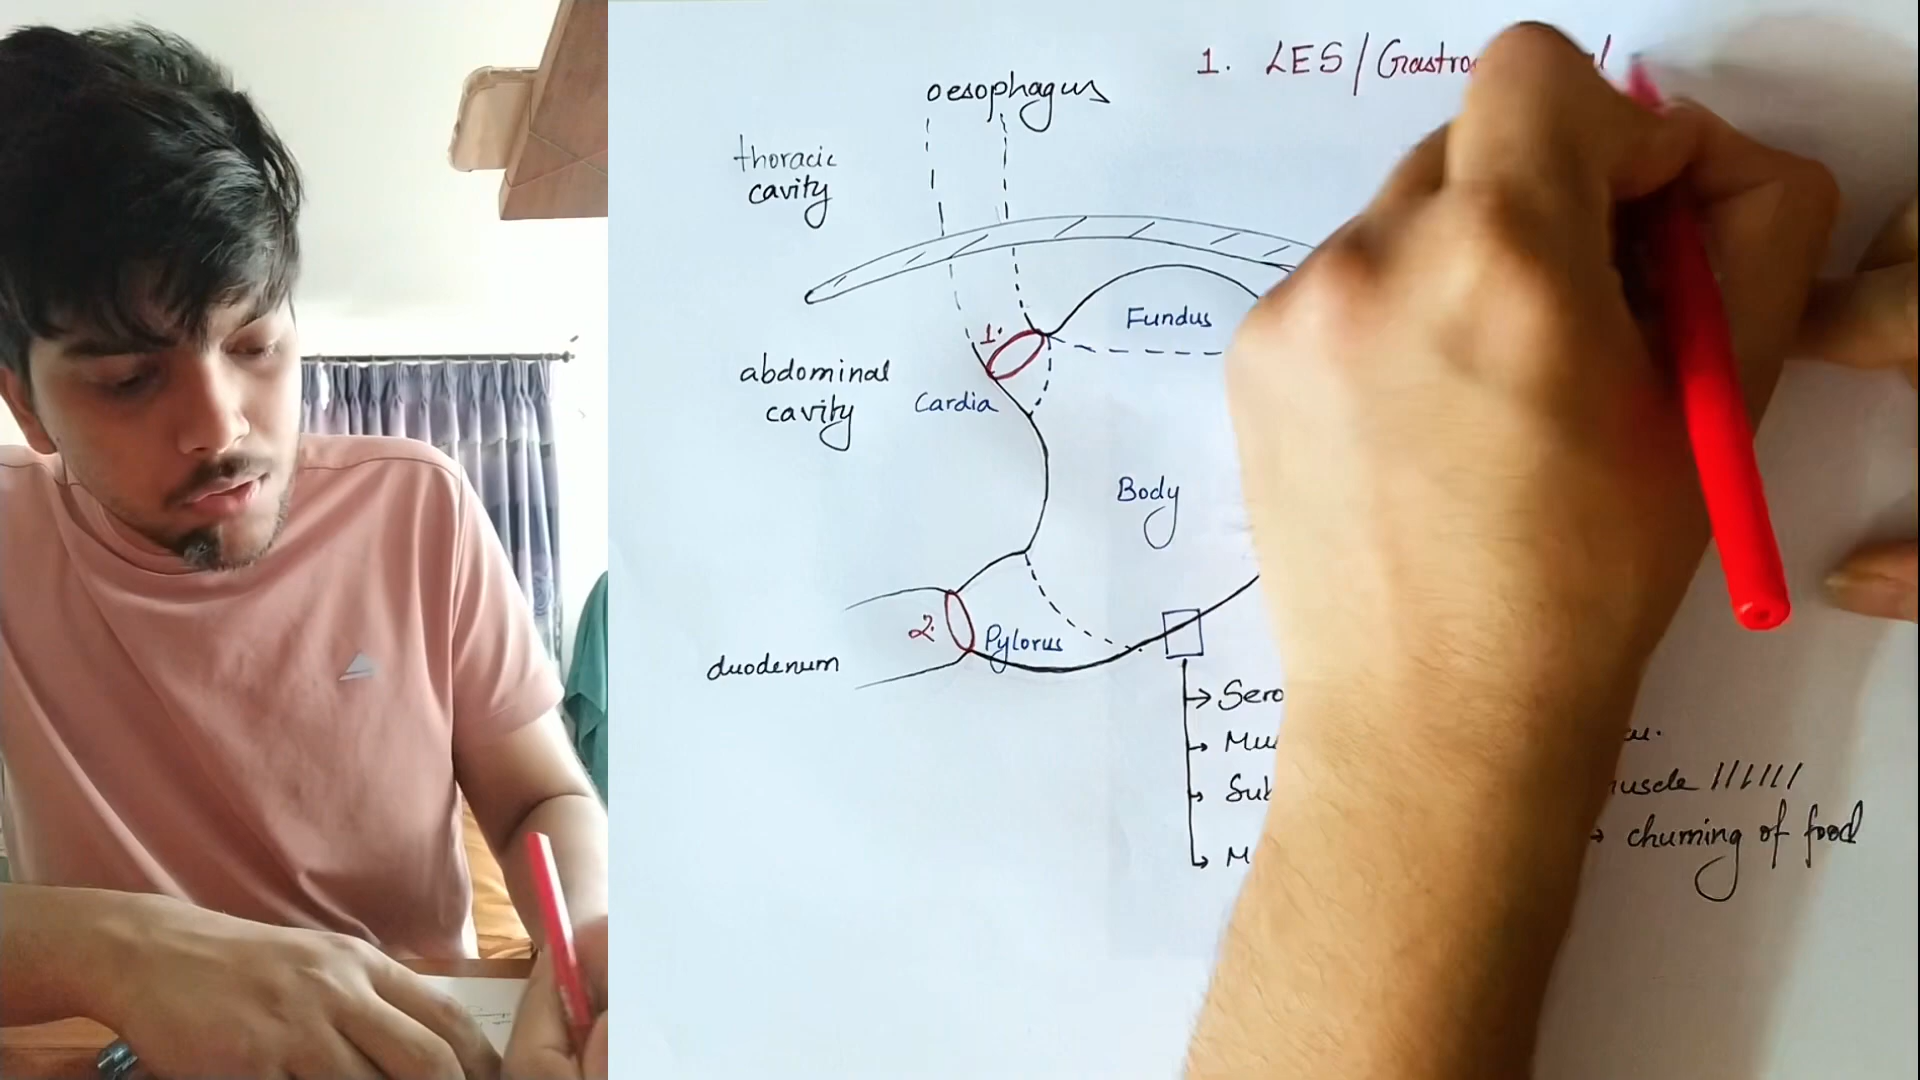 1. LES/Gastro
oesophagus
thoracic
cavity
Fundus
1.
abdominal
cavity
Cardia
Body
2.
Pylorus
duodenum
→ Sero
→ Mu
muscle
→ churning of food